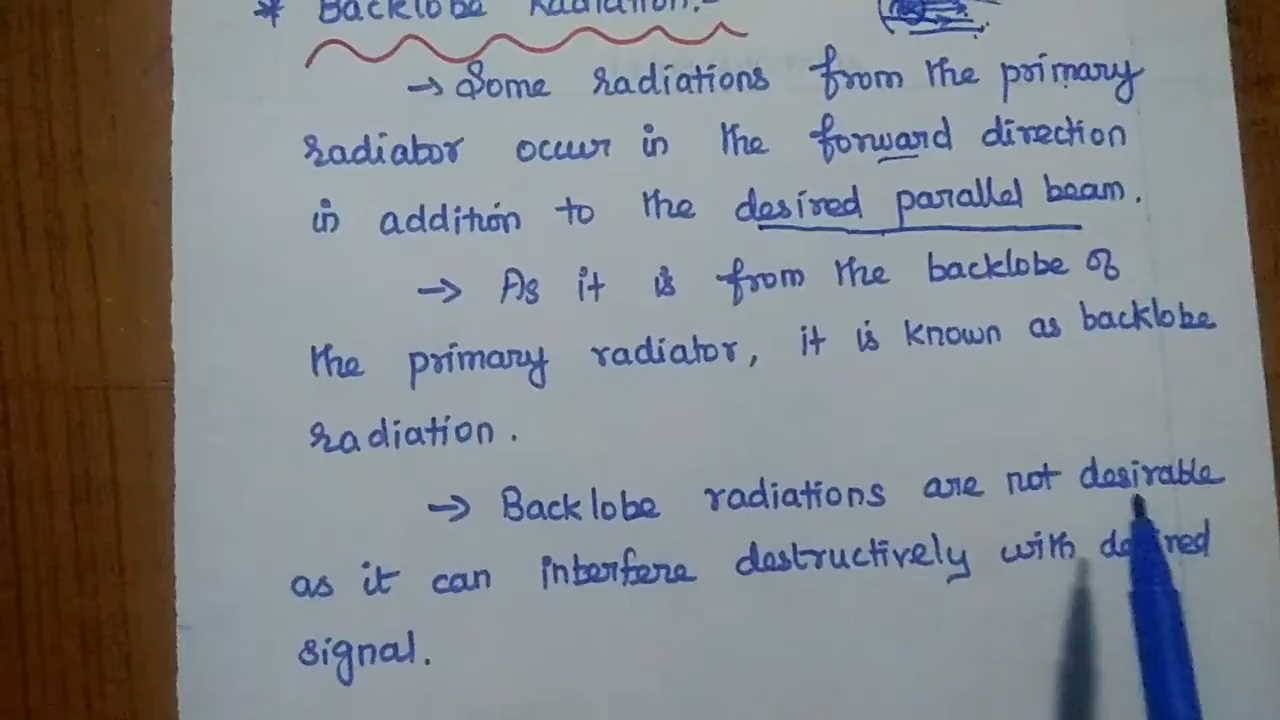 * Backlobe Radiation:-
→ Some radiations from the primary
radiator occur in the forward direction
in addition to the desired parallel beam.
→ As it is from the backlobe of
the primary radiator, it is known as backlobe
radiation.
→ Backlobe radiations are not desirable
as it can interfere destructively with desired
signal.